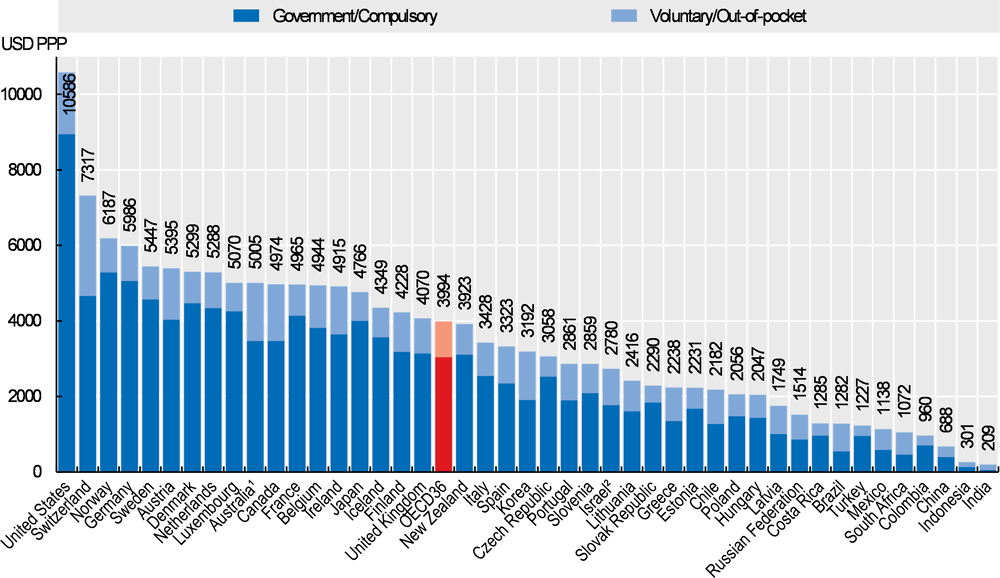 Government/Compulsory
Voluntary/Out-of-pocket
USD PPP
10000
8000
6000
4000
2000
0
10586
7317
6187
5986
5447
5395
5299
5288
5070
5005
4974
4965
4944
4915
4766
4349
4228
4070
3994
3923
3428
3323
3192
3058
2861
2859
2780
2416
2290
2238
2231
2182
2056
2047
1749
1514
1285
1282
1227
1138
1072
960
688
301
209
United States
Switzerland
Norway
Germany
Sweden
Austria
Denmark
Netherlands
Luxembourg
Australia¹
Canada
France
Belgium
Ireland
Japan
Iceland
Finland
United Kingdom
OECD36
New Zealand
Italy
Spain
Korea
Czech Republic
Portugal
Slovenia
Israel²
Lithuania
Slovak Republic
Greece
Estonia
Chile
Poland
Hungary
Latvia
Russian Federation
Costa Rica
Brazil
Turkey
Mexico
South Africa
Colombia
China
Indonesia
India